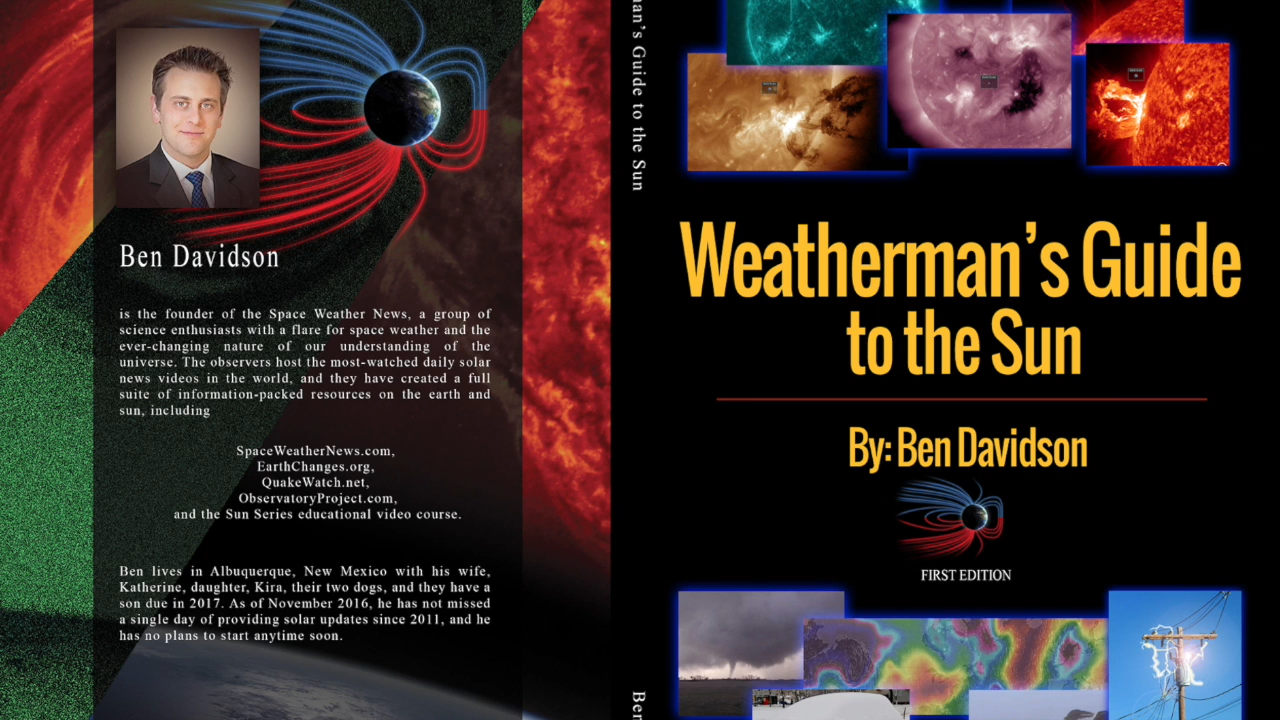 Ben Davidson
is the founder of the Space Weather News, a group of
science enthusiasts with a flare for space weather and the
ever-changing nature of our understanding of the
universe. The observers host the most-watched daily solar
news videos in the world, and they have created a full
suite of information-packed resources on the earth and
sun, including
SpaceWeatherNews.com,
EarthChanges.org,
QuakeWatch.net,
ObservatoryProject.com,
and the Sun Series educational video course.
Ben lives in Albuquerque, New Mexico with his wife,
Katherine, daughter, Kira, their two dogs, and they have a
son due in 2017. As of November 2016, he has not missed
a single day of providing solar updates since 2011, and he
has no plans to start anytime soon.
man's Guide to the Sun
Ben
Weatherman's Guide
to the Sun
By: Ben Davidson
FIRST EDITION